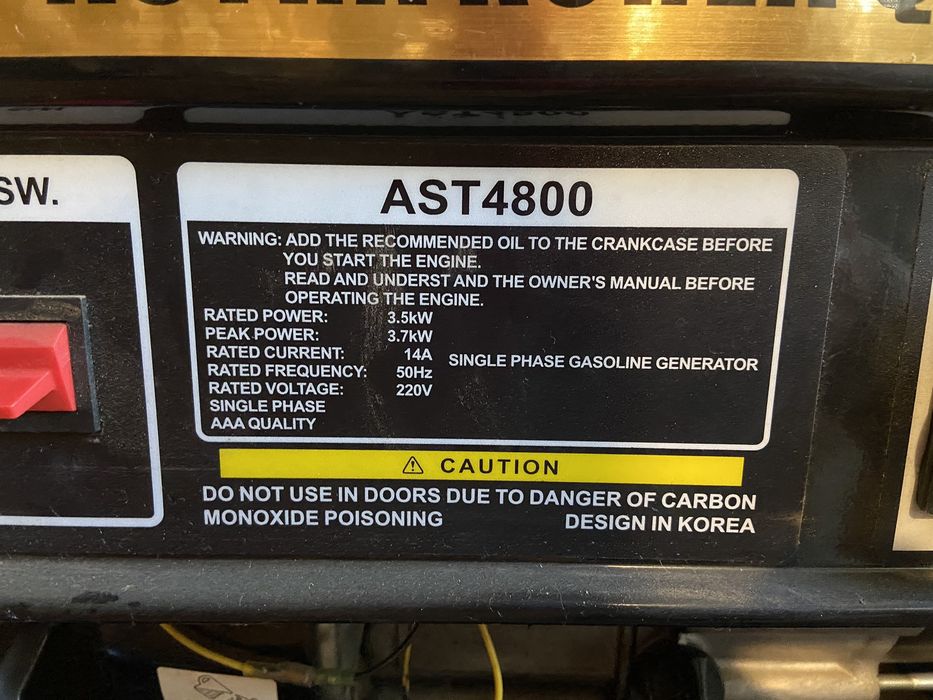 SW.
AST4800
WARNING: ADD THE RECOMMENDED OIL TO THE CRANKCASE BEFORE
YOU START THE ENGINE.
READ AND UNDERST AND THE OWNER'S MANUAL BEFORE
OPERATING THE ENGINE.
RATED POWER: 3.5kW
PEAK POWER: 3.7kW
RATED CURRENT: 14A
RATED FREQUENCY: 50Hz
RATED VOLTAGE: 220V
SINGLE PHASE
AAA QUALITY
SINGLE PHASE GASOLINE GENERATOR
CAUTION
DO NOT USE IN DOORS DUE TO DANGER OF CARBON
MONOXIDE POISONING
DESIGN IN KOREA